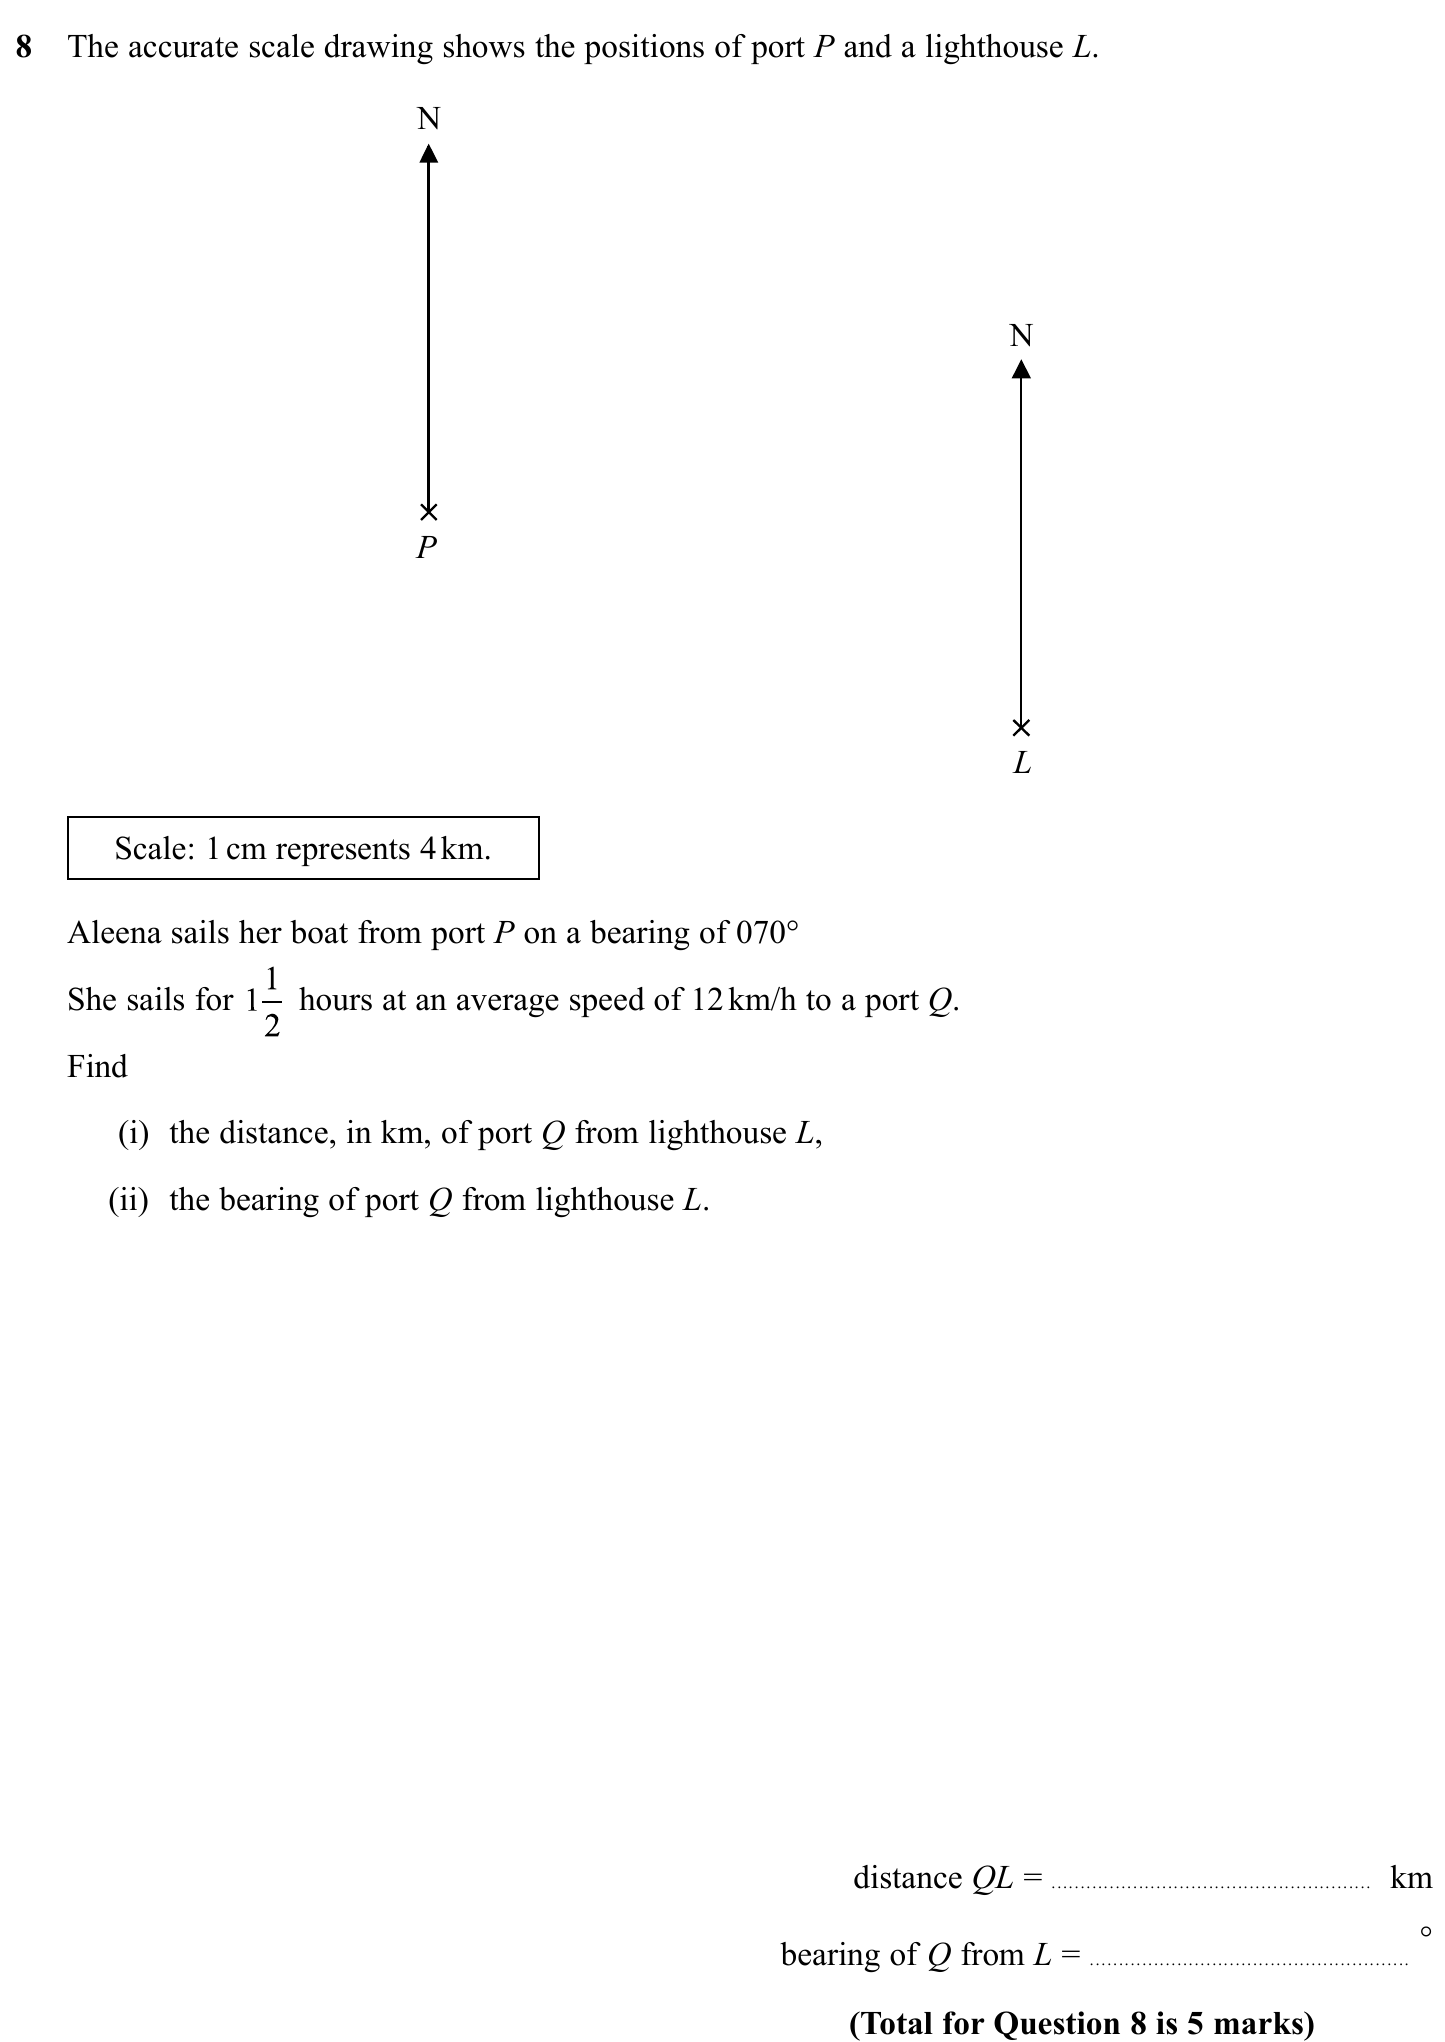 8 The accurate scale drawing shows the positions of port P and a lighthouse L.
N
N
P
L
Scale: 1 cm represents 4 km.
Aleena sails her boat from port P on a bearing of 070°
She sails for 1 1/2 hours at an average speed of 12 km/h to a port Q.
Find
(i) the distance, in km, of port Q from lighthouse L,
(ii) the bearing of port Q from lighthouse L.
distance QL = ............................................... km
bearing of Q from L = ............................................... °
(Total for Question 8 is 5 marks)